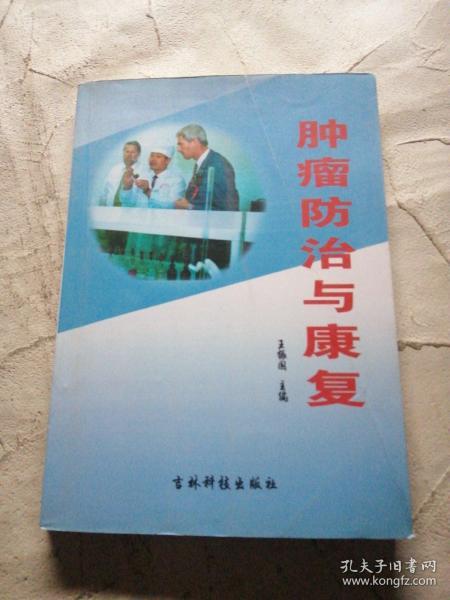 肿瘤防治与康复
王振国 主编
吉林科技出版社
孔夫子旧书网
www.kongfz.com